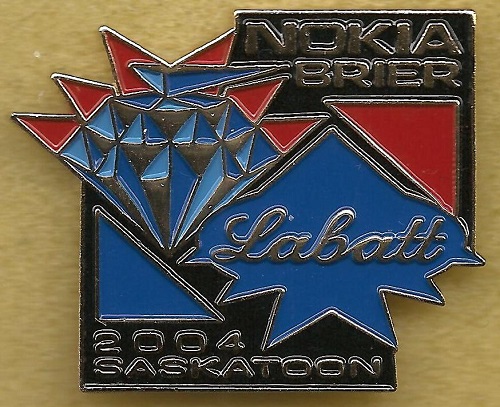 NOKIA
BRIER
Labatt
2004
SASKATOON